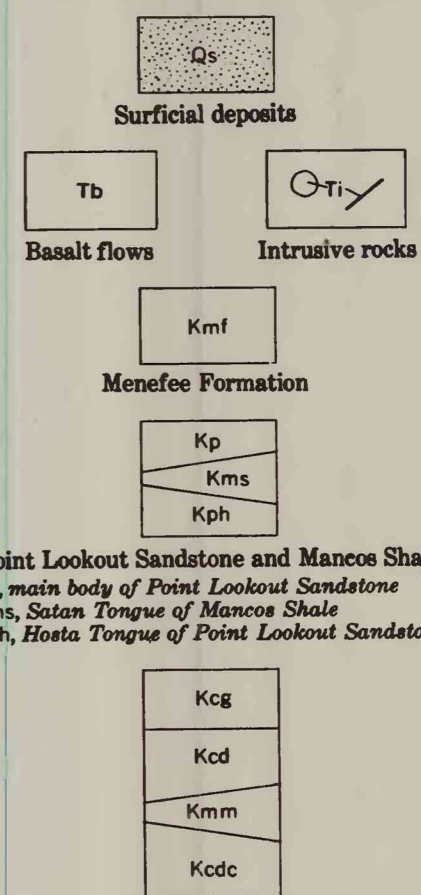 Qs
Surficial deposits
Tb
Ti
Basalt flows
Intrusive rocks
Kmf
Menefee Formation
Kp
Kms
Kph
oint Lookout Sandstone and Mancos Sha
, main body of Point Lookout Sandstone
ns, Satan Tongue of Mancos Shale
h, Hosta Tongue of Point Lookout Sandsto
Kcg
Kcd
Kmm
Kcdc